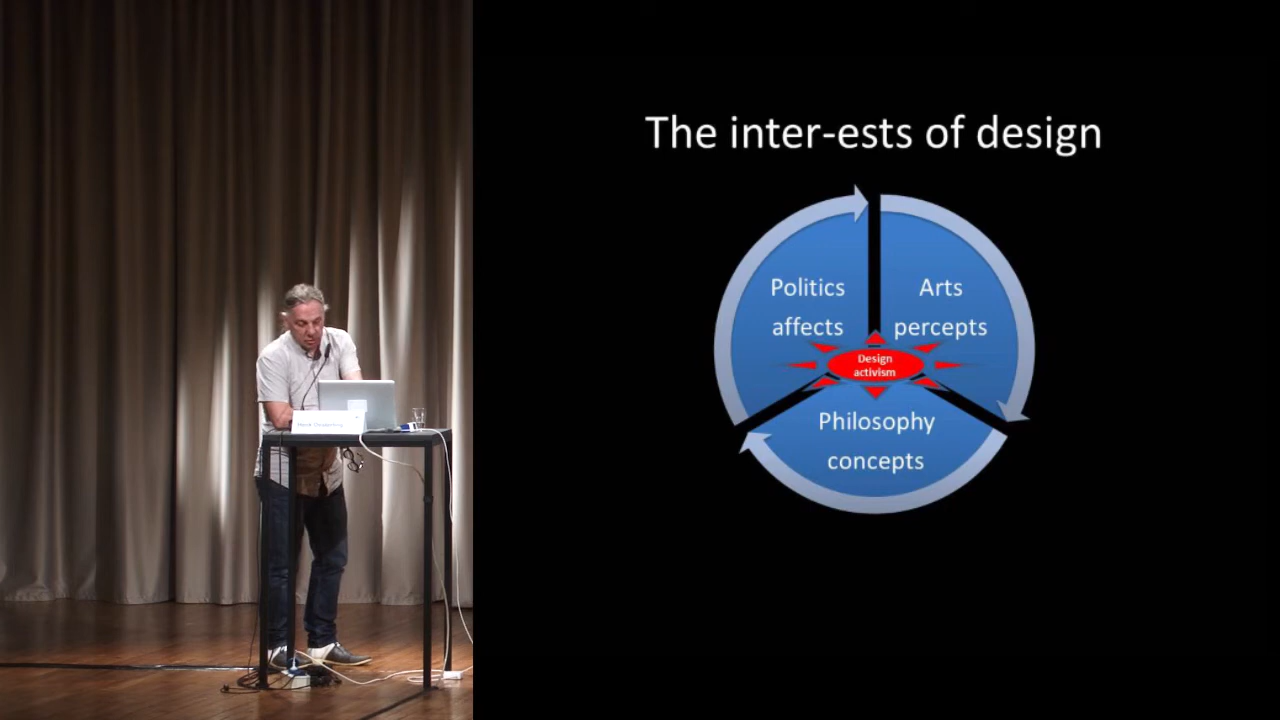 The inter-ests of design
Politics
affects
Arts
percepts
Design
activism
Philosophy
concepts